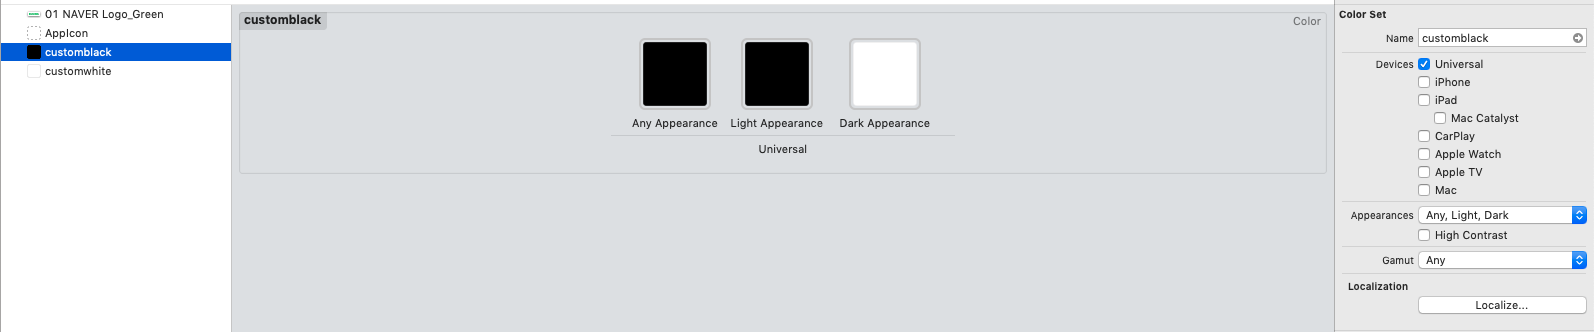 01 NAVER Logo_Green
AppIcon
customblack
customwhite
customblack
Color
Any Appearance
Light Appearance
Dark Appearance
Universal
Color Set
Name customblack
Devices Universal
iPhone
iPad
Mac Catalyst
CarPlay
Apple Watch
Apple TV
Mac
Appearances Any, Light, Dark
High Contrast
Gamut Any
Localization
Localize...